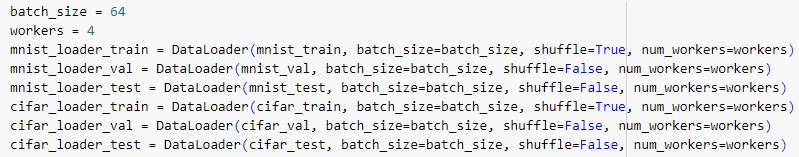 batch_size = 64
workers = 4
mnist_loader_train = DataLoader(mnist_train, batch_size=batch_size, shuffle=True, num_workers=workers)
mnist_loader_val = DataLoader(mnist_val, batch_size=batch_size, shuffle=False, num_workers=workers)
mnist_loader_test = DataLoader(mnist_test, batch_size=batch_size, shuffle=False, num_workers=workers)
cifar_loader_train = DataLoader(cifar_train, batch_size=batch_size, shuffle=True, num_workers=workers)
cifar_loader_val = DataLoader(cifar_val, batch_size=batch_size, shuffle=False, num_workers=workers)
cifar_loader_test = DataLoader(cifar_test, batch_size=batch_size, shuffle=False, num_workers=workers)